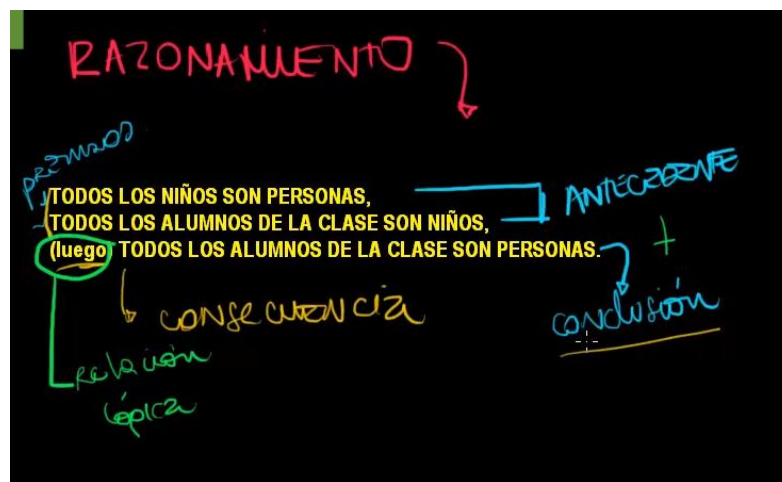 RAZONAMIENTO
premisas
TODOS LOS NIÑOS SON PERSONAS,
TODOS LOS ALUMNOS DE LA CLASE SON NIÑOS,
(luego) TODOS LOS ALUMNOS DE LA CLASE SON PERSONAS.
ANTECEDENTE
+
conclusión
consecuencia
Relación
lógica